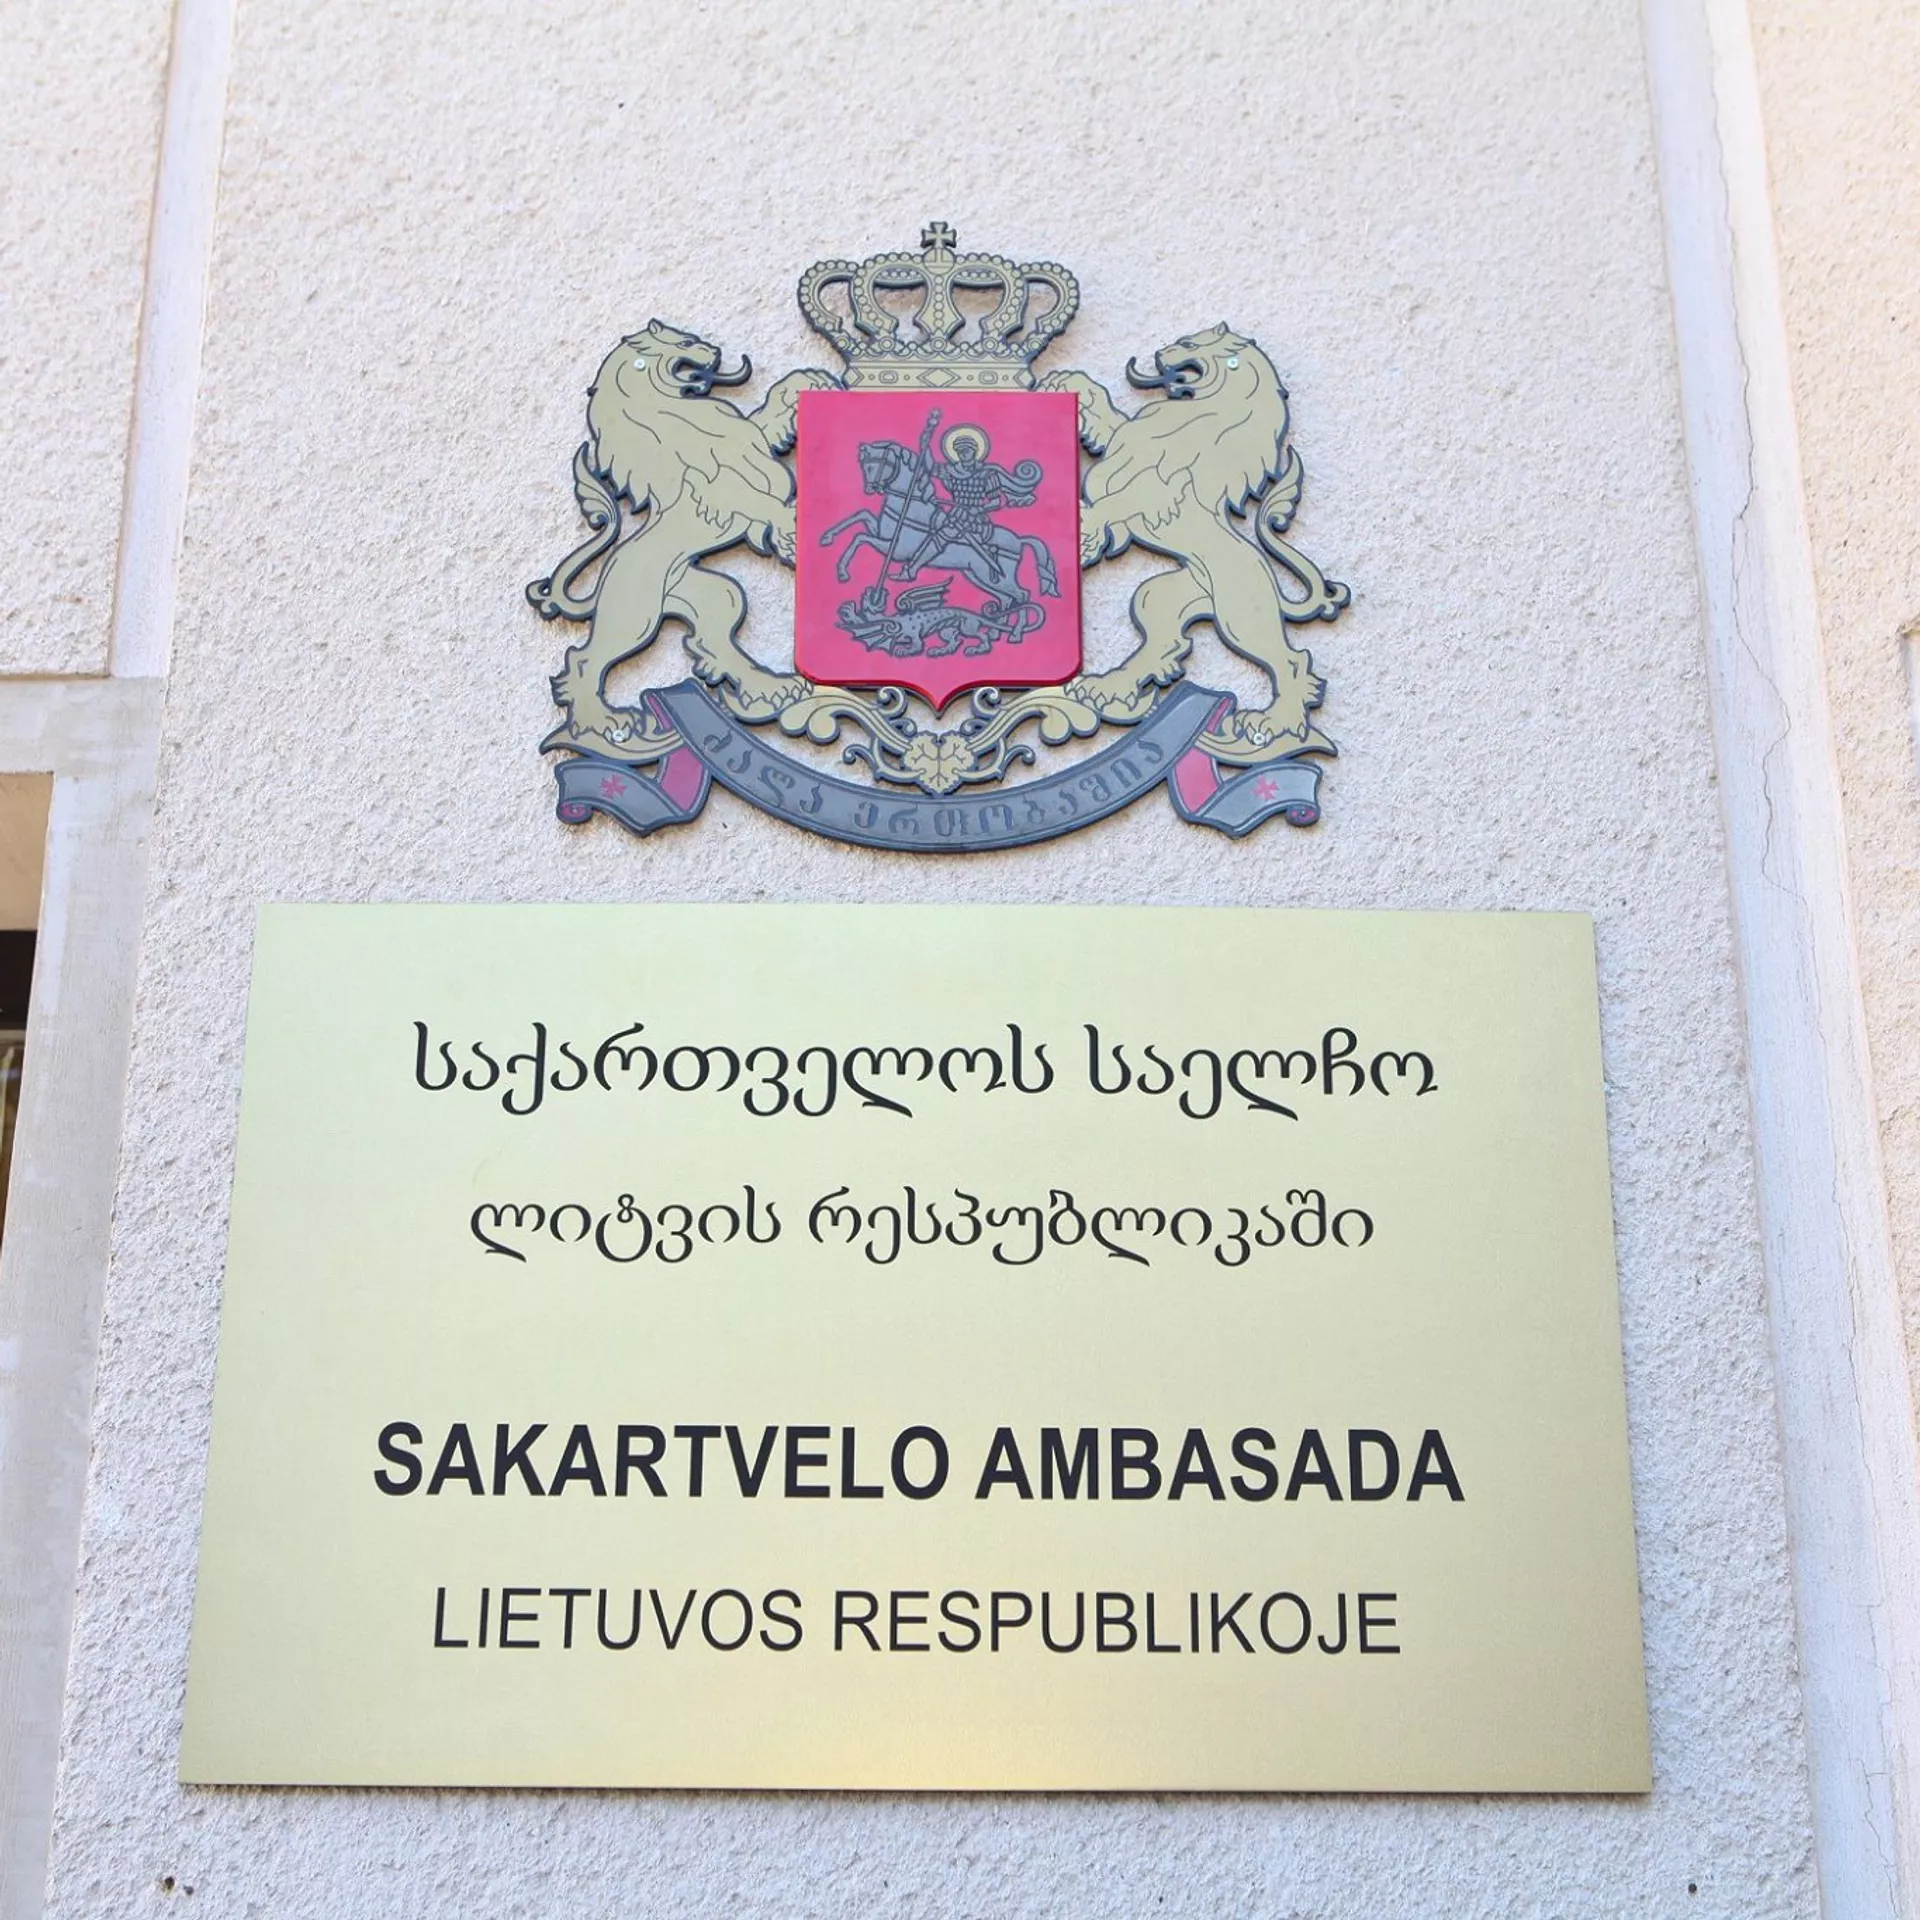 ძალა ერთობაშია
საქართველოს საელჩო
ლიტვის რესპუბლიკაში
SAKARTVELO AMBASADA
LIETUVOS RESPUBLIKOJE